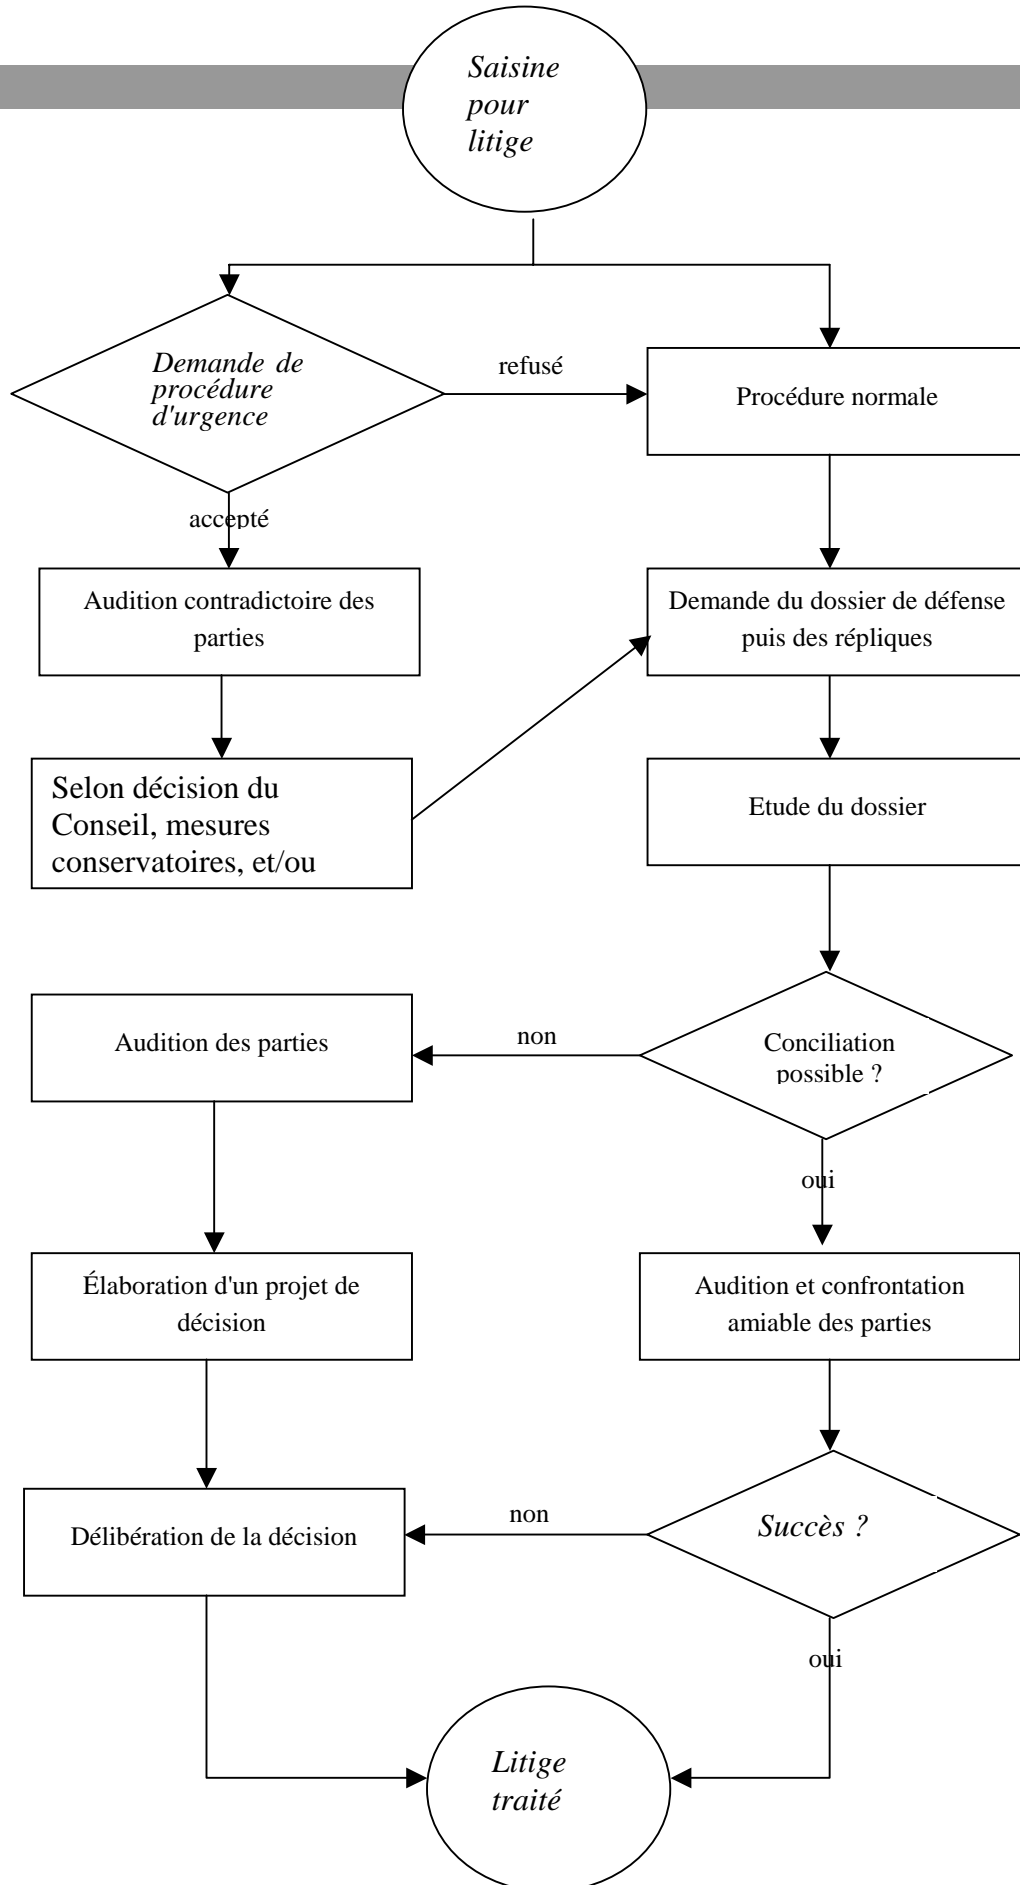 Saisine
pour
litige
Demande de
procédure
d'urgence
refusé
Procédure normale
accepté
Audition contradictoire des
parties
Demande du dossier de défense
puis des répliques
Selon décision du
Conseil, mesures
conservatoires, et/ou
Etude du dossier
Audition des parties
non
Conciliation
possible ?
oui
Élaboration d'un projet de
décision
Audition et confrontation
amiable des parties
Délibération de la décision
non
Succès ?
oui
Litige
traité